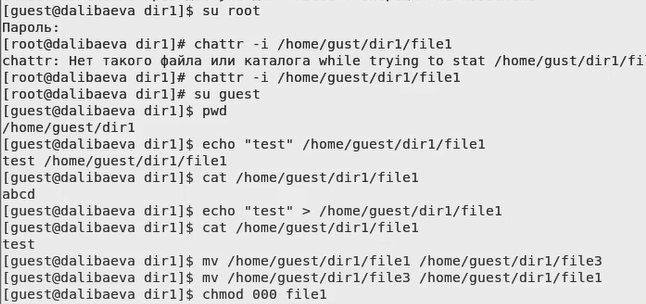 [guest@dalibaeva dir1]$ su root
Пароль:
[root@dalibaeva dir1]# chattr -i /home/gust/dir1/file1
chattr: Нет такого файла или каталога while trying to stat /home/gust/dir1/fi
[root@dalibaeva dir1]# chattr -i /home/guest/dir1/file1
[root@dalibaeva dir1]# su guest
[guest@dalibaeva dir1]$ pwd
/home/guest/dir1
[guest@dalibaeva dir1]$ echo "test" /home/guest/dir1/file1
test /home/guest/dir1/file1
[guest@dalibaeva dir1]$ cat /home/guest/dir1/file1
abcd
[guest@dalibaeva dir1]$ echo "test" > /home/guest/dir1/file1
[guest@dalibaeva dir1]$ cat /home/guest/dir1/file1
test
[guest@dalibaeva dir1]$ mv /home/guest/dir1/file1 /home/guest/dir1/file3
[guest@dalibaeva dir1]$ mv /home/guest/dir1/file3 /home/guest/dir1/file1
[guest@dalibaeva dir1]$ chmod 000 file1